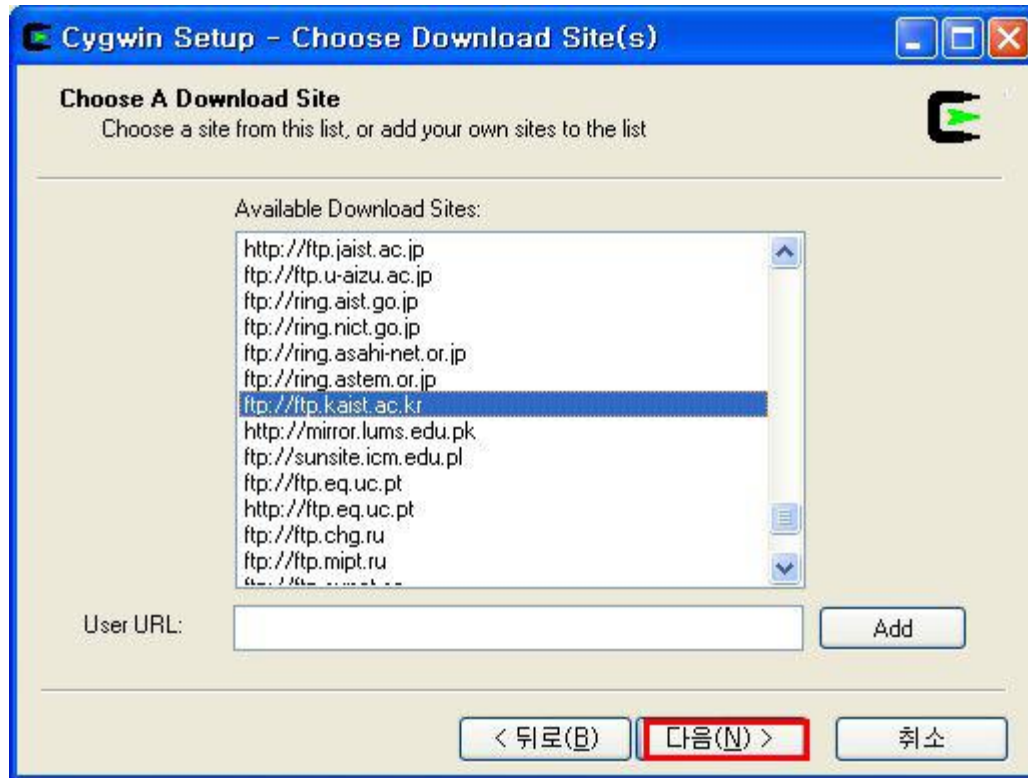 Cygwin Setup - Choose Download Site(s)
Choose A Download Site
Choose a site from this list, or add your own sites to the list
Available Download Sites:
http://ftp.jaist.ac.jp
ftp://ftp.u-aizu.ac.jp
ftp://ring.aist.go.jp
ftp://ring.nict.go.jp
ftp://ring.asahi-net.or.jp
ftp://ring.astem.or.jp
ftp://ftp.kaist.ac.kr
http://mirror.lums.edu.pk
ftp://sunsite.icm.edu.pl
ftp://ftp.eq.uc.pt
http://ftp.eq.uc.pt
ftp://ftp.chg.ru
ftp://ftp.mipt.ru
User URL:
Add
< 뒤로(B) 다음(N) > 취소